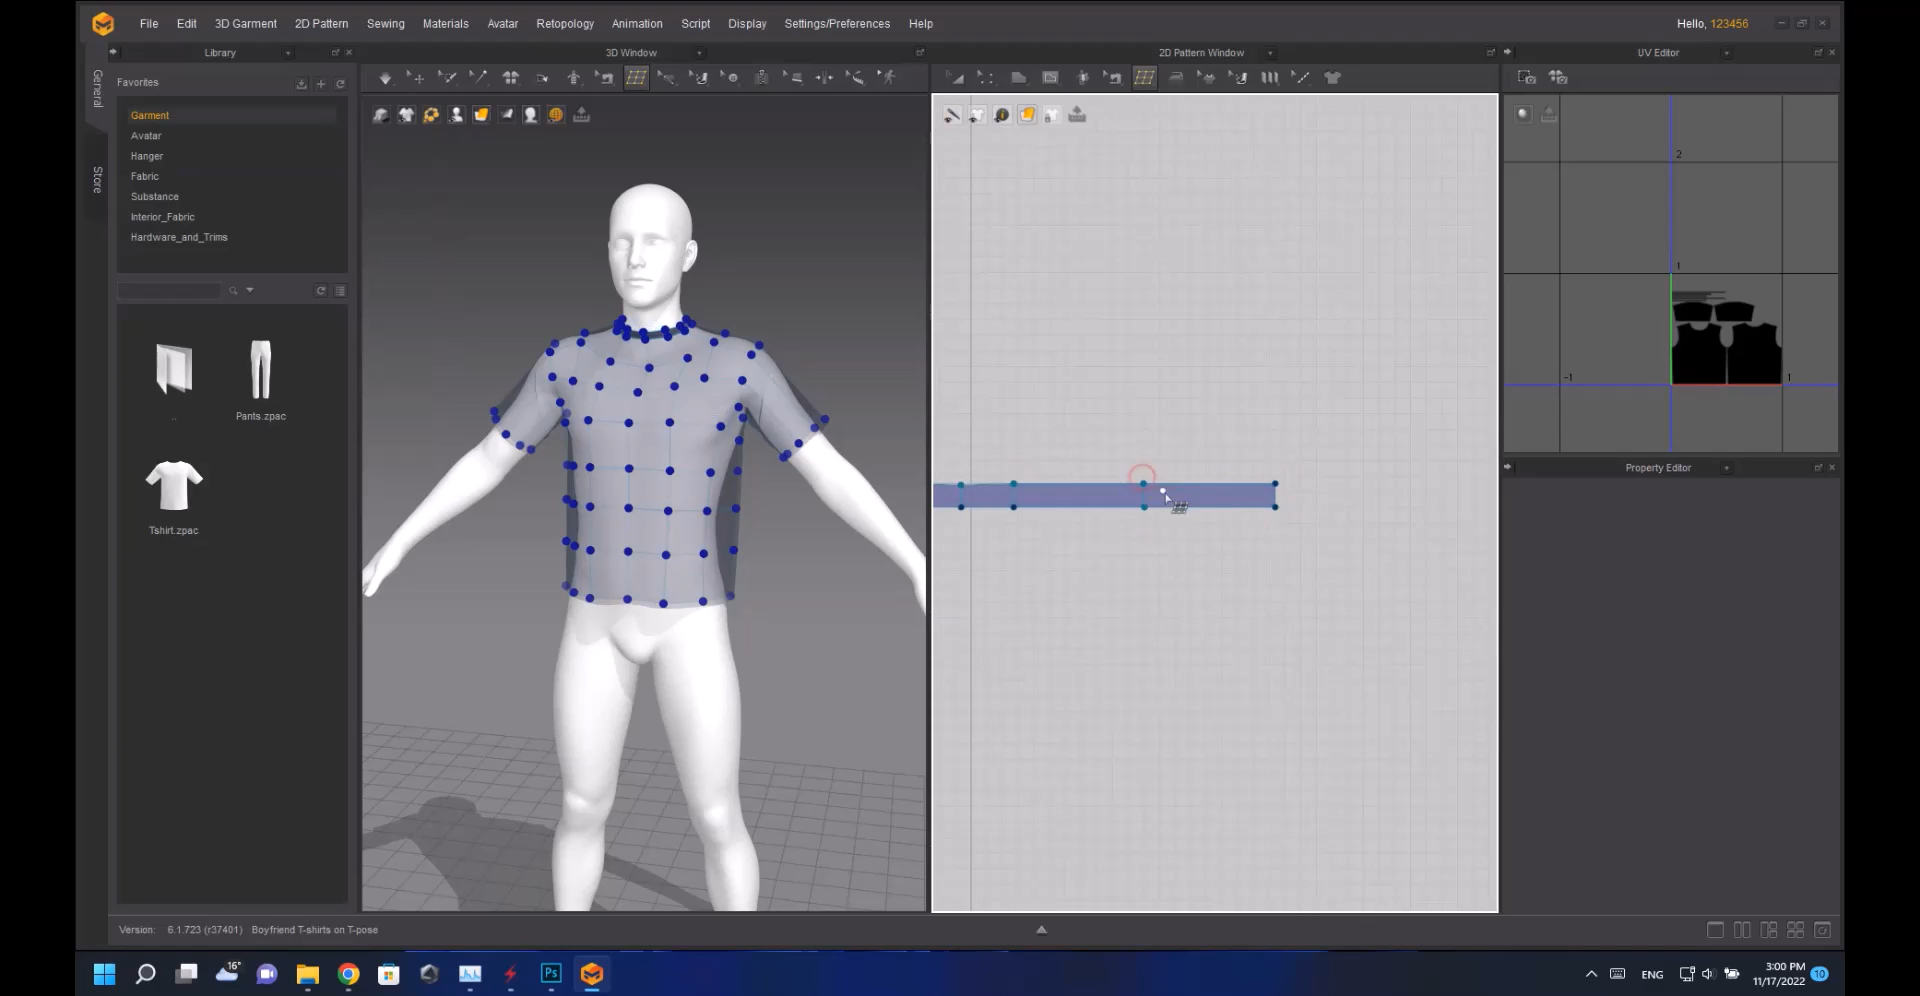 File Edit 3D Garment 2D Pattern Sewing Materials Avatar Retopology Animation Script Display Settings/Preferences Help
Hello, 123456
Library
3D Window
2D Pattern Window
UV Editor
General
Store
Favorites
Garment
Avatar
Hanger
Fabric
Substance
Interior_Fabric
Hardware_and_Trims
..
Pants.zpac
Tshirt.zpac
2
1
-1
1
Property Editor
Version: 6.1.723 (r37401) Boyfriend T-shirts on T-pose
16°
Ps
ENG
3:00 PM
11/17/2022
10